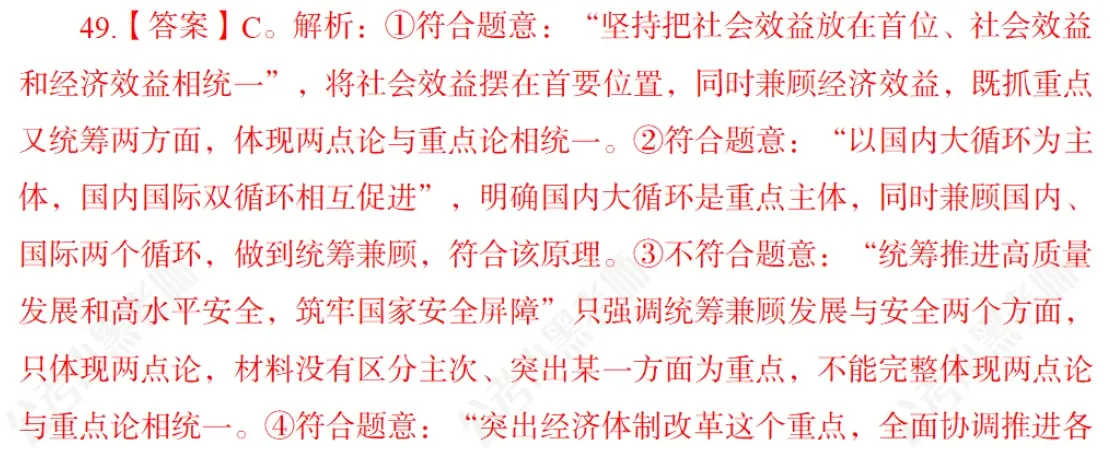 49.【答案】C。解析：①符合题意：“坚持把社会效益放在首位、社会效益
和经济效益相统一”，将社会效益摆在首要位置，同时兼顾经济效益，既抓重点
又统筹两方面，体现两点论与重点论相统一。②符合题意：“以国内大循环为主
体，国内国际双循环相互促进”，明确国内大循环是重点主体，同时兼顾国内、
国际两个循环，做到统筹兼顾，符合该原理。③不符合题意：“统筹推进高质量
发展和高水平安全，筑牢国家安全屏障”只强调统筹兼顾发展与安全两个方面，
只体现两点论，材料没有区分主次、突出某一方面为重点，不能完整体现两点论
与重点论相统一。④符合题意：“突出经济体制改革这个重点，全面协调推进各